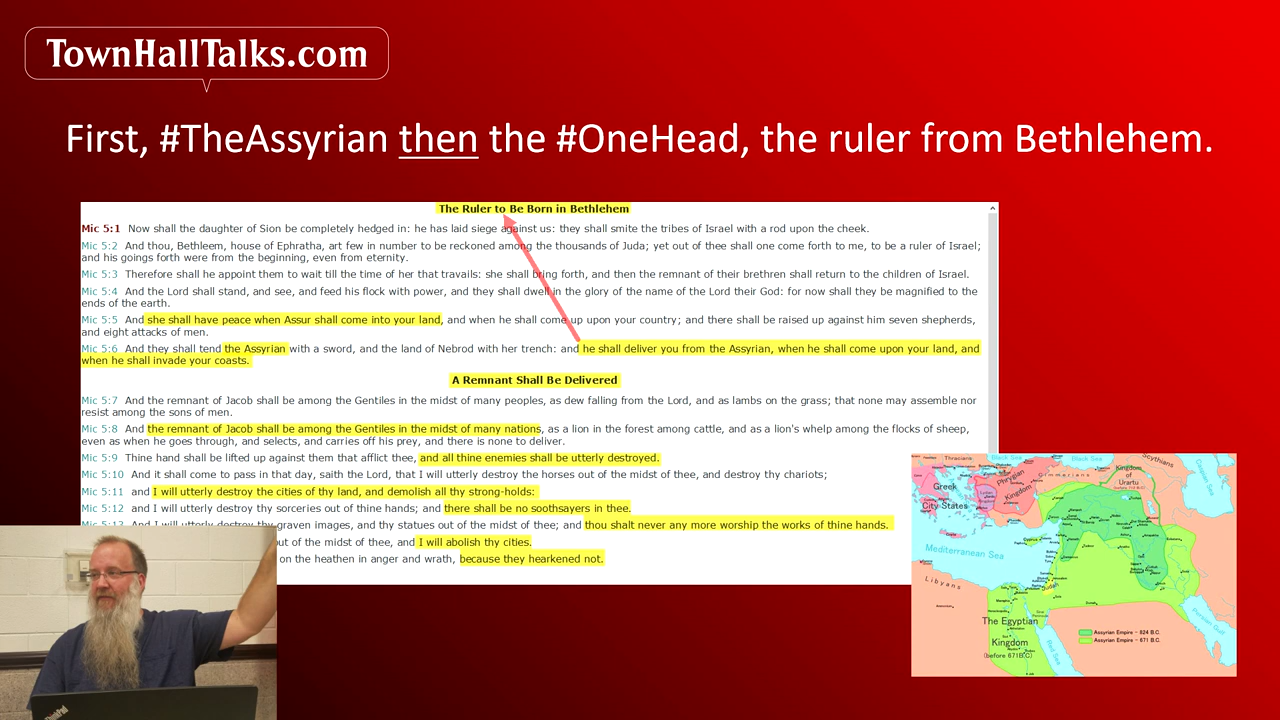 TownHallTalks.com
First, #TheAssyrian then the #OneHead, the ruler from Bethlehem.
The Ruler to Be Born in Bethlehem
Mic 5:1 Now shall the daughter of Sion be completely hedged in: he has laid siege against us: they shall smite the tribes of Israel with a rod upon the cheek.
Mic 5:2 And thou, Bethleem, house of Ephratha, art few in number to be reckoned among the thousands of Juda; yet out of thee shall one come forth to me, to be a ruler of Israel;
and his goings forth were from the beginning, even from eternity.
Mic 5:3 Therefore shall he appoint them to wait till the time of her that travails: she shall bring forth, and then the remnant of their brethren shall return to the children of Israel.
Mic 5:4 And the Lord shall stand, and see, and feed his flock with power, and they shall dwell in the glory of the name of the Lord their God: for now shall they be magnified to the
ends of the earth.
Mic 5:5 And she shall have peace when Assur shall come into your land, and when he shall come up upon your country; and there shall be raised up against him seven shepherds,
and eight attacks of men.
Mic 5:6 And they shall tend the Assyrian with a sword, and the land of Nebrod with her trench: and he shall deliver you from the Assyrian, when he shall come upon your land, and
when he shall invade your coasts.
A Remnant Shall Be Delivered
Mic 5:7 And the remnant of Jacob shall be among the Gentiles in the midst of many peoples, as dew falling from the Lord, and as lambs on the grass; that none may assemble nor
resist among the sons of men.
Mic 5:8 And the remnant of Jacob shall be among the Gentiles in the midst of many nations, as a lion in the forest among cattle, and as a lion's whelp among the flocks of sheep,
even as when he goes through, and selects, and carries off his prey, and there is none to deliver.
Mic 5:9 Thine hand shall be lifted up against them that afflict thee, and all thine enemies shall be utterly destroyed.
Mic 5:10 And it shall come to pass in that day, saith the Lord, that I will utterly destroy the horses out of the midst of thee, and destroy thy chariots;
Mic 5:11 and I will utterly destroy the cities of thy land, and demolish all thy strong-holds:
Mic 5:12 and I will utterly destroy thy sorceries out of thine hands; and there shall be no soothsayers in thee.
Mic 5:13 And I will utterly destroy thy graven images, and thy statues out of the midst of thee; and thou shalt never any more worship the works of thine hands.
out of the midst of thee, and I will abolish thy cities.
on the heathen in anger and wrath, because they hearkened not.
Thracians
Black Sea
Black Sea
Scythians
Cimmerians
Phrygian
Kingdom
Kingdom
of
Urartu
Greek
City States
Caspian Sea
Cyprus
Mediterranean Sea
Libyans
Judah
The Egyptian
Kingdom
(before 671B.C)
Red Sea
Persian Gulf
Assyrian Empire - 824 B.C.
Assyrian Empire - 671 B.C.
ThinkPad